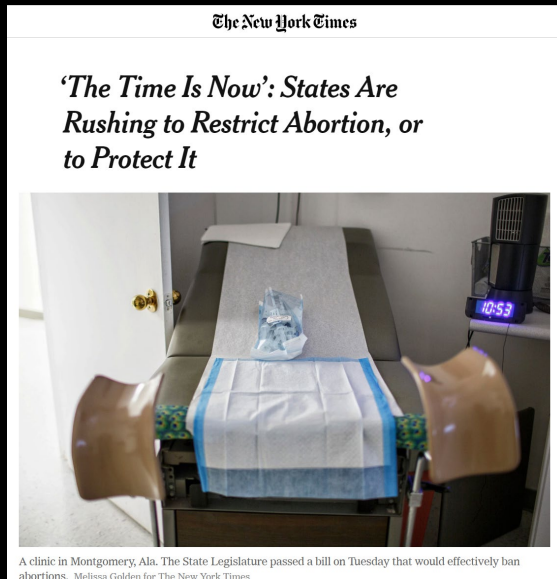 The New York Times
‘The Time Is Now’: States Are
Rushing to Restrict Abortion, or
to Protect It
10:53
A clinic in Montgomery, Ala. The State Legislature passed a bill on Tuesday that would effectively ban
abortions. Melissa Golden for The New York Times